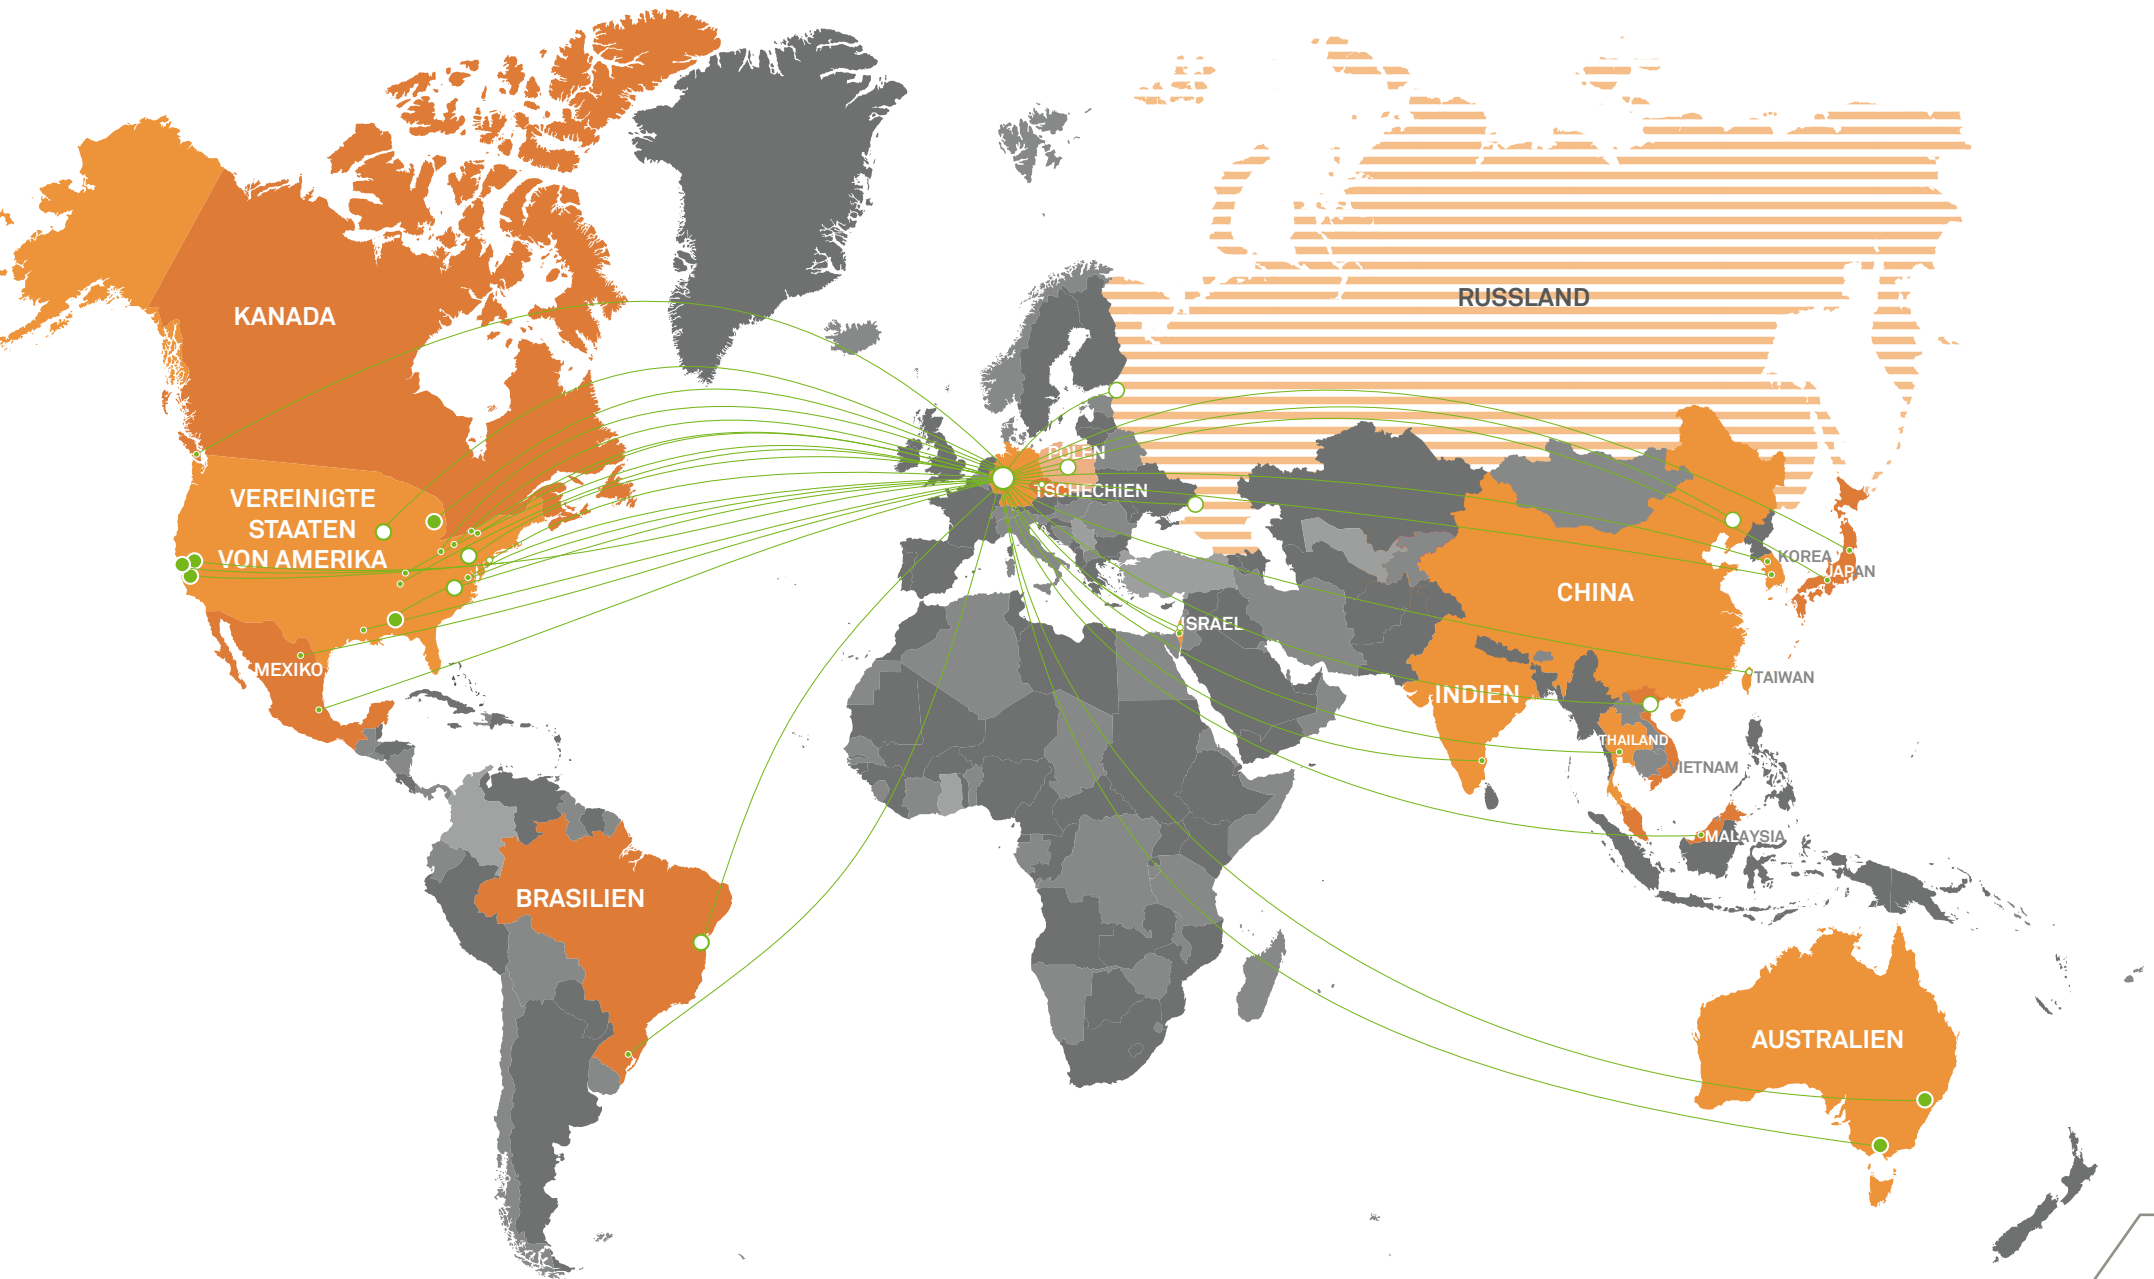 RUSSLAND
KANADA
POLEN
TSCHECHIEN
VEREINIGTE
STAATEN
VON AMERIKA
KOREA
JAPAN
CHINA
ISRAEL
MEXIKO
TAIWAN
INDIEN
THAILAND
VIETNAM
MALAYSIA
BRASILIEN
AUSTRALIEN